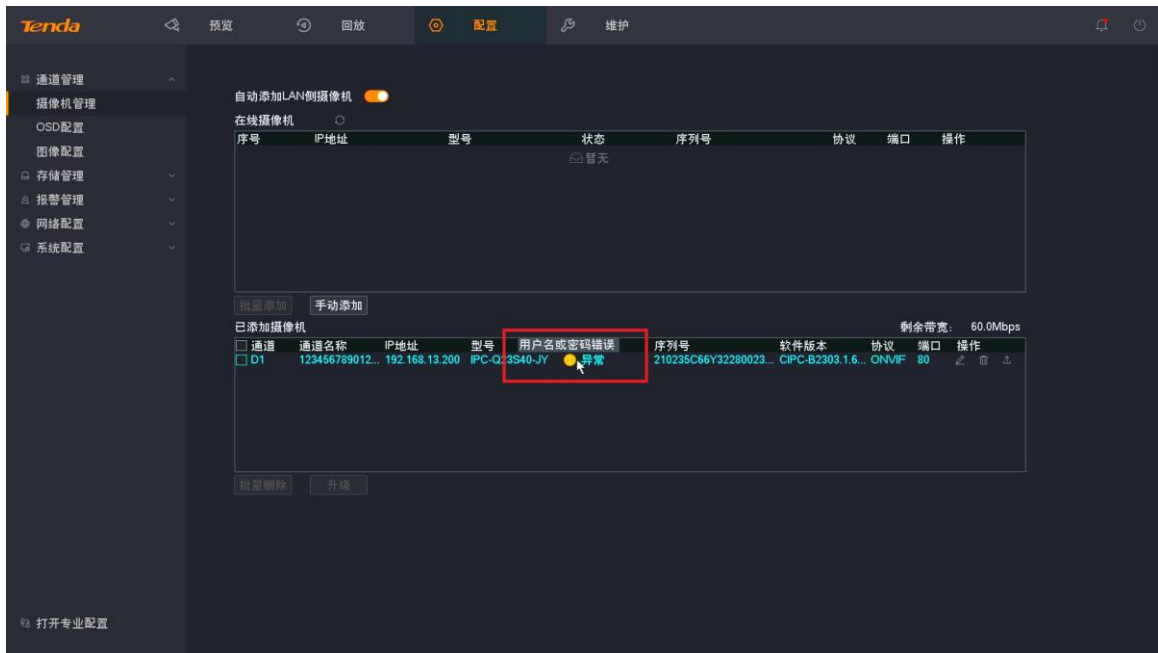 Tenda 预览 回放 配置 维护
通道管理
摄像机管理
OSD配置
图像配置
存储管理
报警管理
网络配置
系统配置
打开专业配置
自动添加LAN侧摄像机
在线摄像机
序号 IP地址 型号 状态 序列号 协议 端口 操作
暂无
批量添加 手动添加
已添加摄像机 剩余带宽: 60.0Mbps
通道 通道名称 IP地址 型号 用户名或密码错误 序列号 软件版本 协议 端口 操作
D1 123456789012... 192.168.13.200 IPC-Q23S40-JY 异常 210235C66Y32280023... CIPC-B2303.1.6... ONVIF 80
批量删除 升级